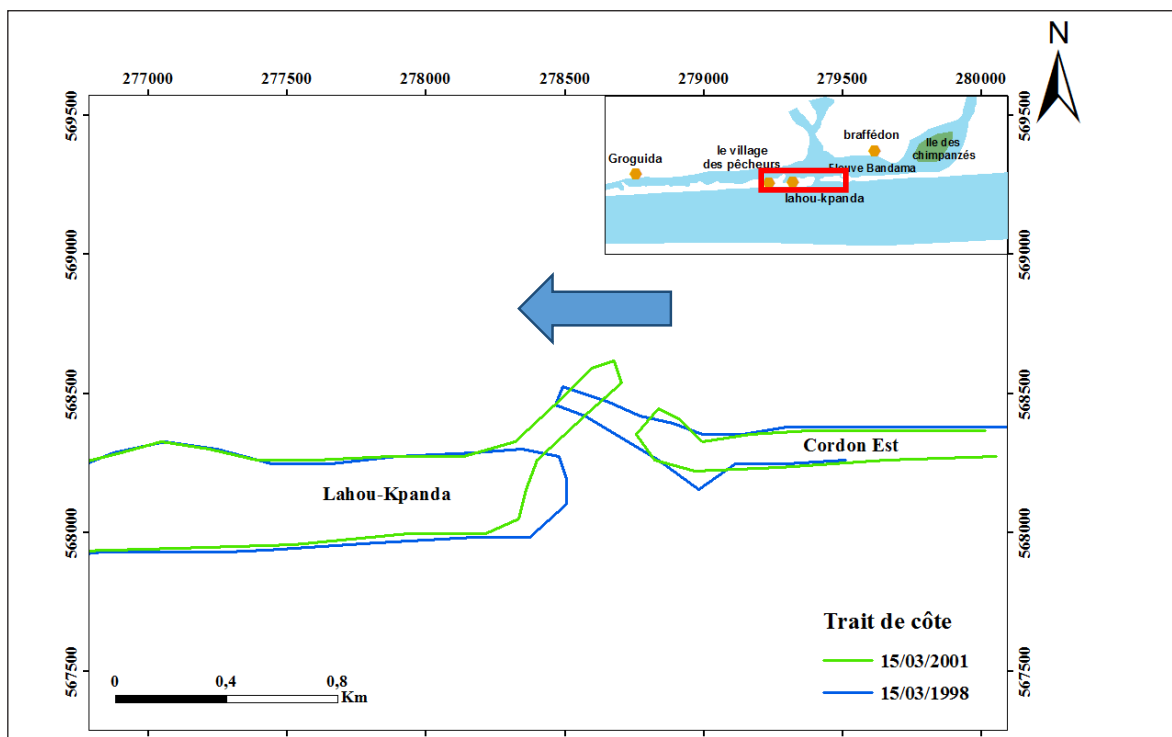 N
277000 277500 278000 278500 279000 279500 280000
569500
569500
braffédon
Ile des
chimpanzés
le village
des pêcheurs
Groguida
Fleuve Bandama
lahou-kpanda
569000
569000
568500
568500
Cordon Est
Lahou-Kpanda
568000
568000
Trait de côte
15/03/2001
15/03/1998
567500
567500
0 0,4 0,8
Km